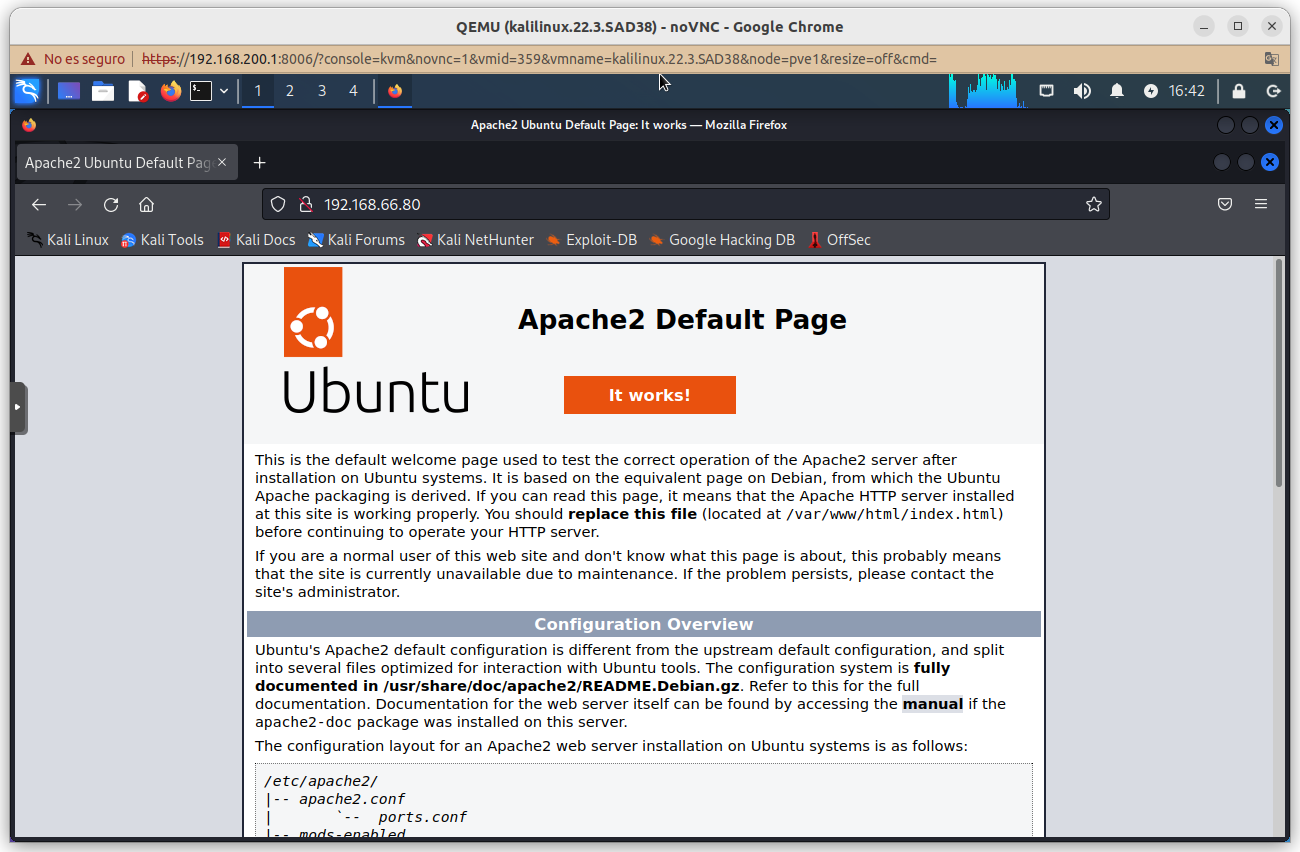 QEMU (kalilinux.22.3.SAD38) - noVNC - Google Chrome
No es seguro https://192.168.200.1:8006/?console=kvm&novnc=1&vmid=359&vmname=kalilinux.22.3.SAD38&node=pve1&resize=off&cmd=
1 2 3 4 16:42
Apache2 Ubuntu Default Page: It works — Mozilla Firefox
Apache2 Ubuntu Default Pag
192.168.66.80
Kali Linux Kali Tools Kali Docs Kali Forums Kali NetHunter Exploit-DB Google Hacking DB OffSec
Apache2 Default Page
Ubuntu
It works!
This is the default welcome page used to test the correct operation of the Apache2 server after
installation on Ubuntu systems. It is based on the equivalent page on Debian, from which the Ubuntu
Apache packaging is derived. If you can read this page, it means that the Apache HTTP server installed
at this site is working properly. You should replace this file (located at /var/www/html/index.html)
before continuing to operate your HTTP server.
If you are a normal user of this web site and don't know what this page is about, this probably means
that the site is currently unavailable due to maintenance. If the problem persists, please contact the
site's administrator.
Configuration Overview
Ubuntu's Apache2 default configuration is different from the upstream default configuration, and split
into several files optimized for interaction with Ubuntu tools. The configuration system is fully
documented in /usr/share/doc/apache2/README.Debian.gz. Refer to this for the full
documentation. Documentation for the web server itself can be found by accessing the manual if the
apache2-doc package was installed on this server.
The configuration layout for an Apache2 web server installation on Ubuntu systems is as follows:
/etc/apache2/
|-- apache2.conf
|       `--  ports.conf
|-- mods-enabled